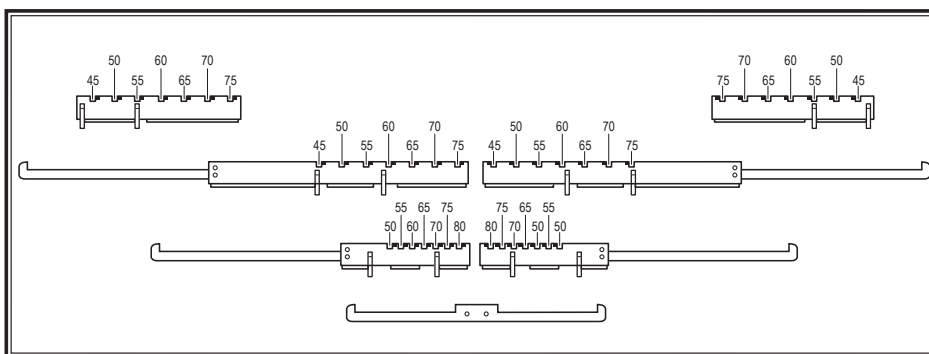 50 60 70 70 60 50
45 55 65 75 75 65 55 45
50 60 70 50 60 70
45 55 65 75 45 55 65 75
55 65 75 75 65 55
50 60 70 80 80 70 50 50